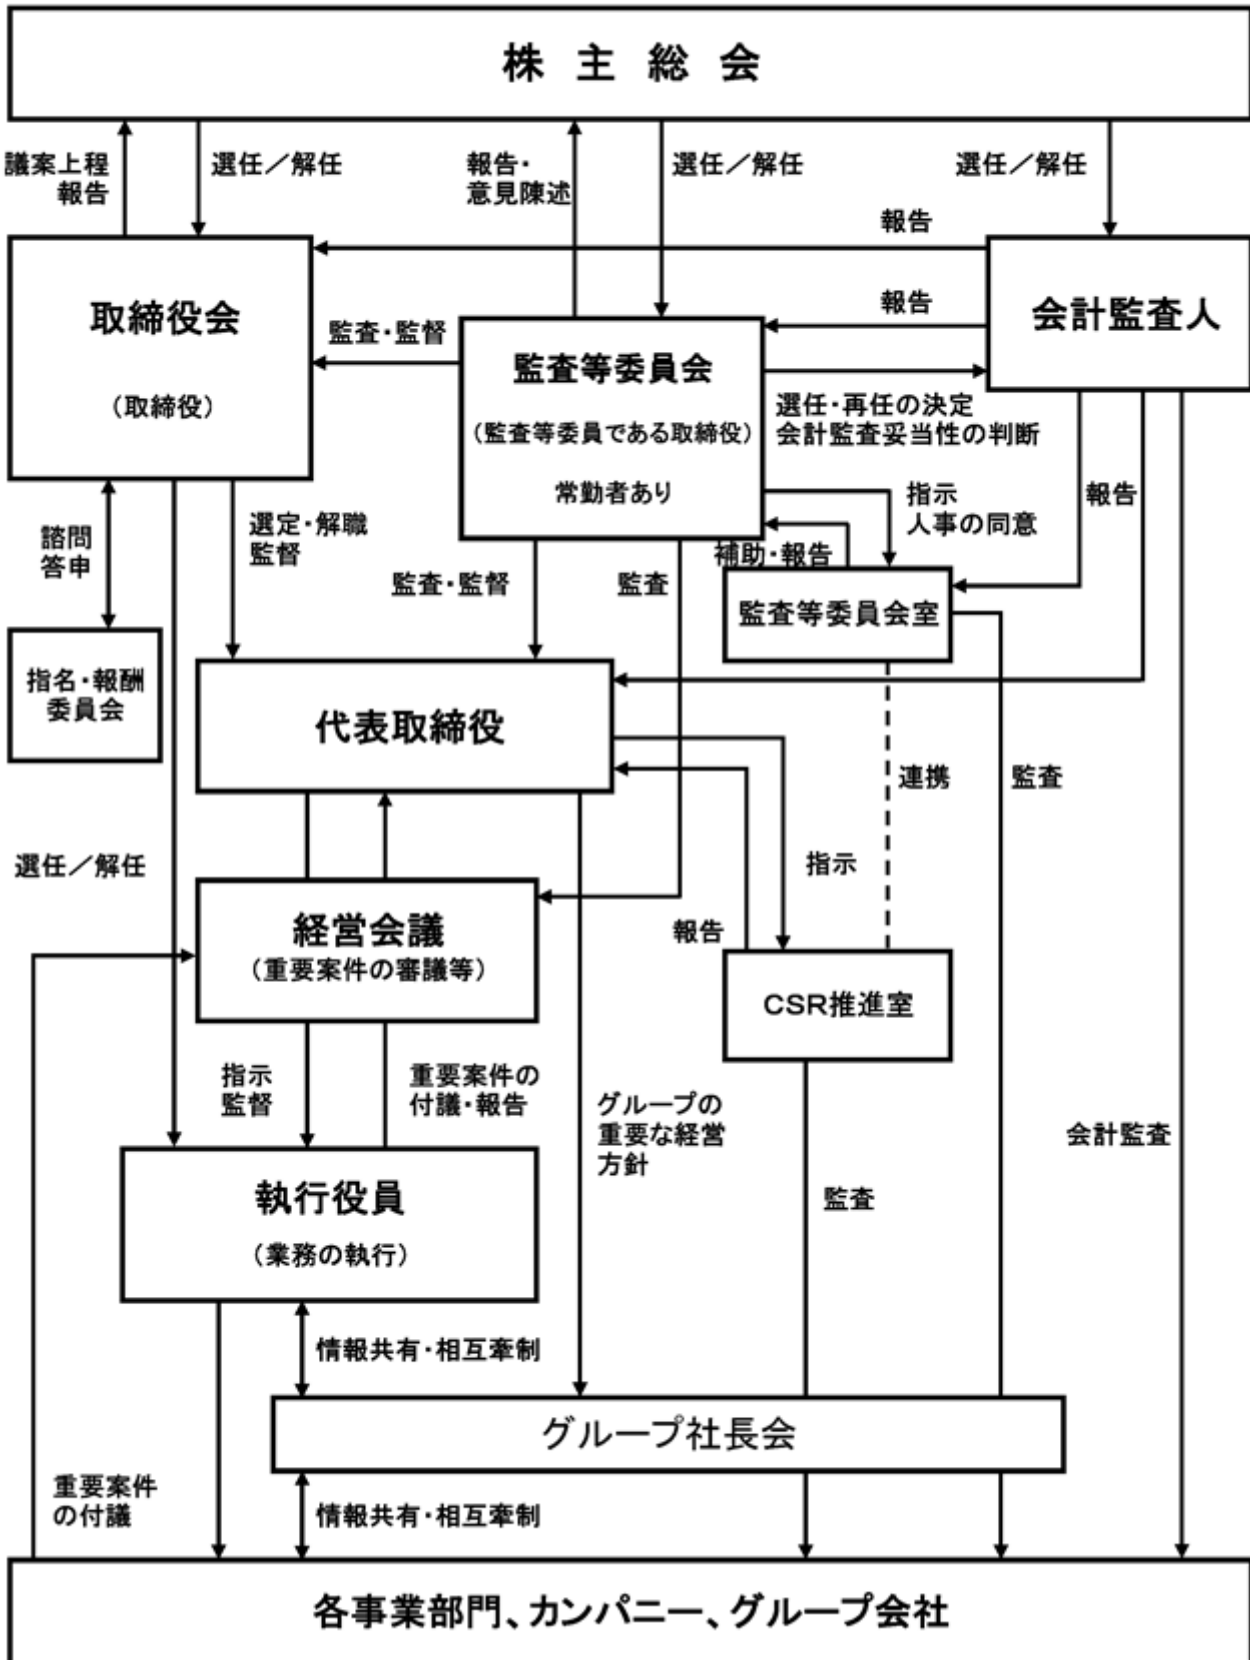 株主総会
議案上程
報告
選任／解任
報告・
意見陳述
選任／解任
選任／解任
報告
取締役会
（取締役）
監査・監督
監査等委員会
（監査等委員である取締役）
常勤者あり
報告
会計監査人
選任・再任の決定
会計監査妥当性の判断
諮問
答申
選定・解職
監督
監査・監督
監査
指示
人事の同意
報告
補助・報告
監査等委員会室
指名・報酬
委員会
代表取締役
連携
監査
選任／解任
指示
経営会議
（重要案件の審議等）
報告
CSR推進室
指示
監督
重要案件の
付議・報告
グループの
重要な経営
方針
会計監査
監査
執行役員
（業務の執行）
情報共有・相互牽制
グループ社長会
重要案件
の付議
情報共有・相互牽制
各事業部門、カンパニー、グループ会社